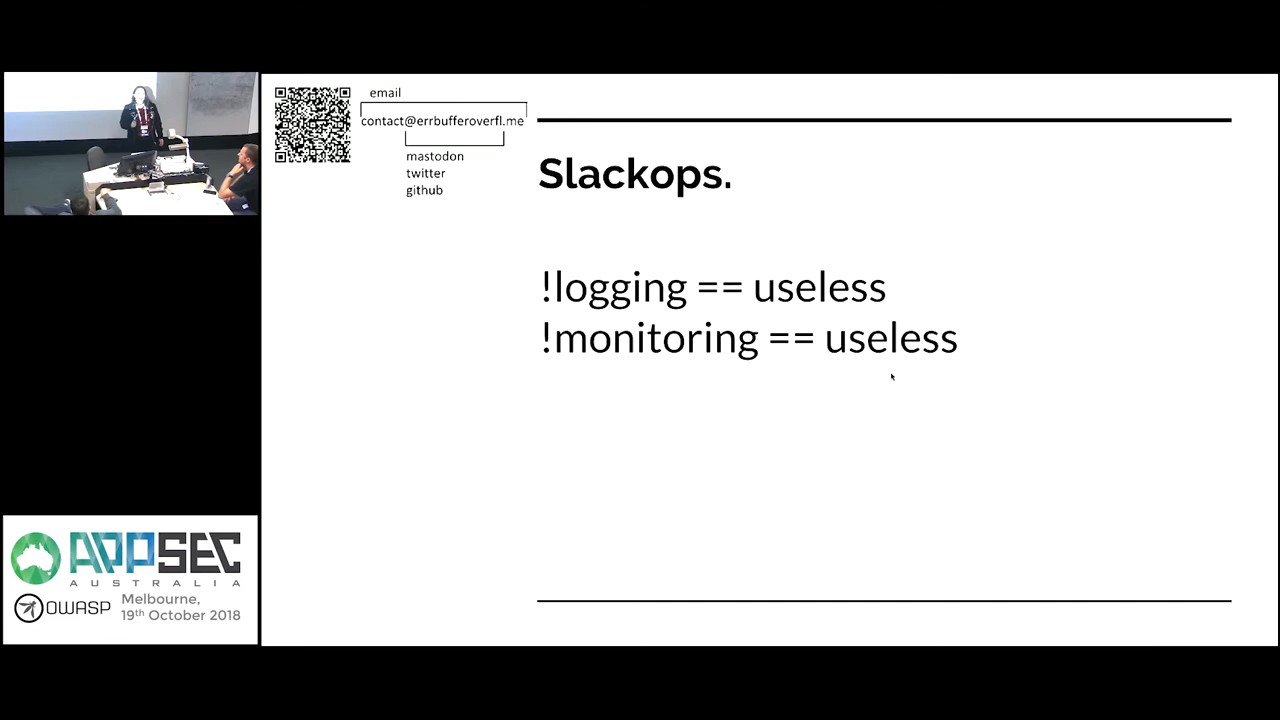 email
contact@errbufferoverfl.me
mastodon
twitter
github
Slackops.
!logging == useless
!monitoring == useless
APPSEC
AUSTRALIA
OWASP
Melbourne,
19th October 2018